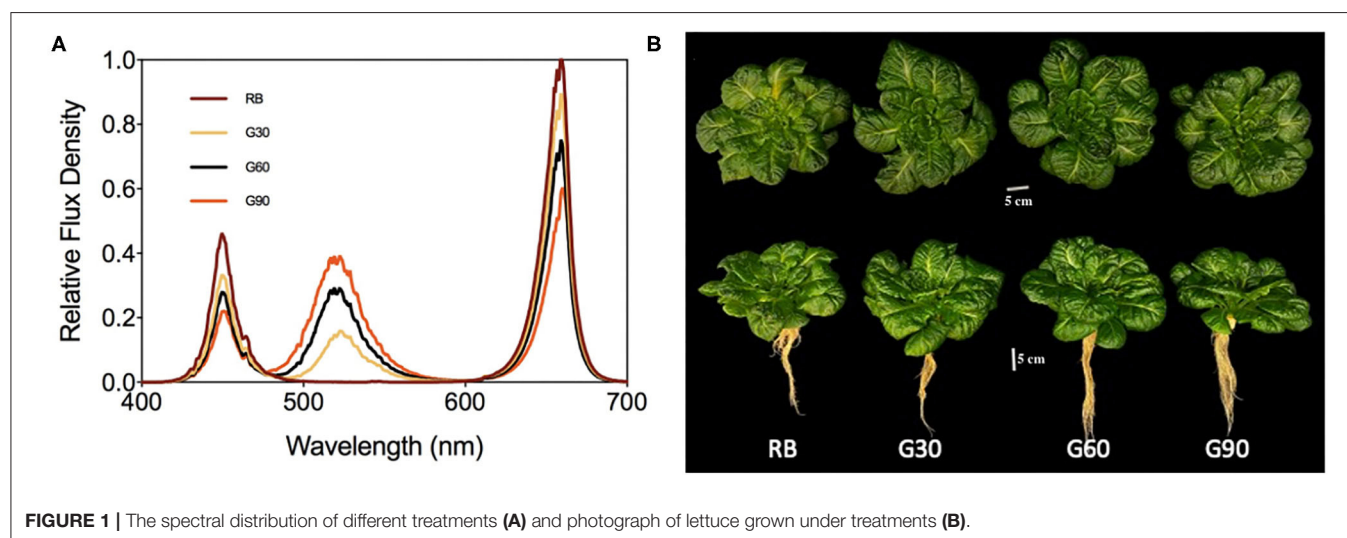 A
B
1.0
0.8
0.6
0.4
0.2
0.0
Relative Flux Density
RB
G30
G60
G90
400
500
600
700
Wavelength (nm)
5 cm
5 cm
RB
G30
G60
G90
FIGURE 1 | The spectral distribution of different treatments (A) and photograph of lettuce grown under treatments (B).